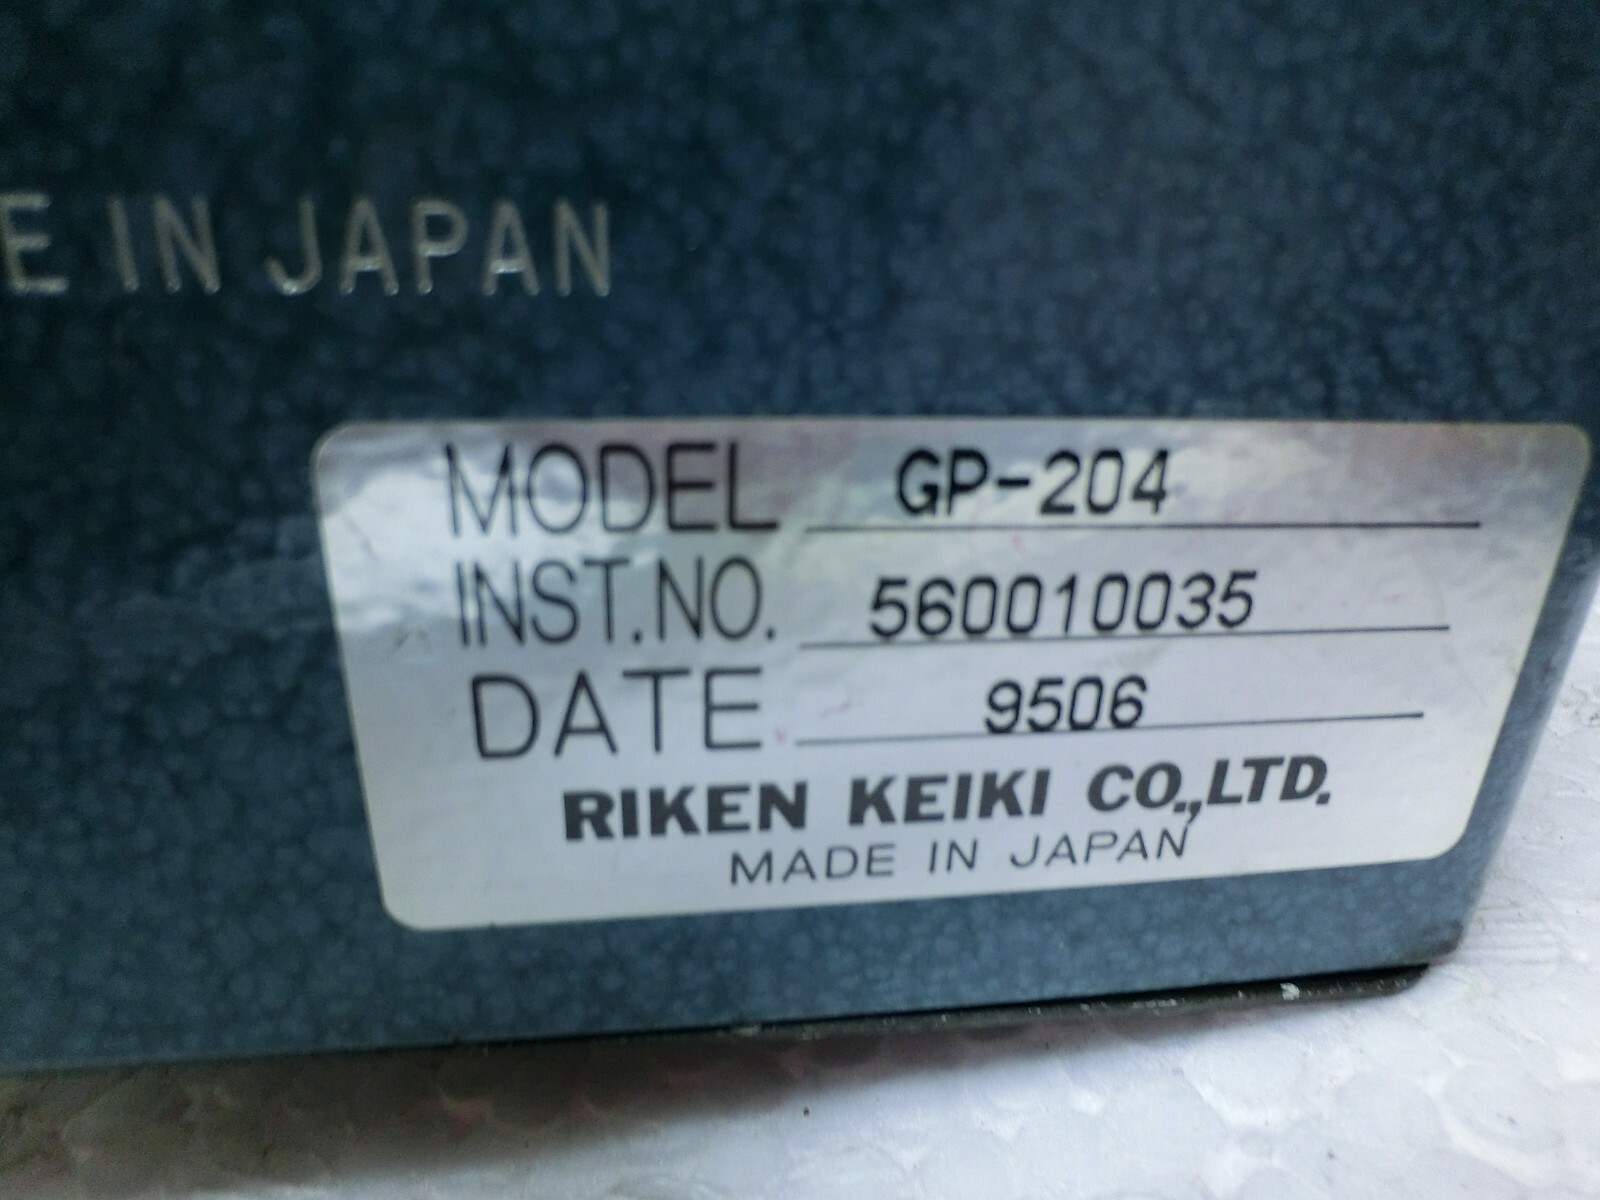 E IN JAPAN
MODEL GP-204
INST.NO. 560010035
DATE 9506
RIKEN KEIKI CO.,LTD.
MADE IN JAPAN